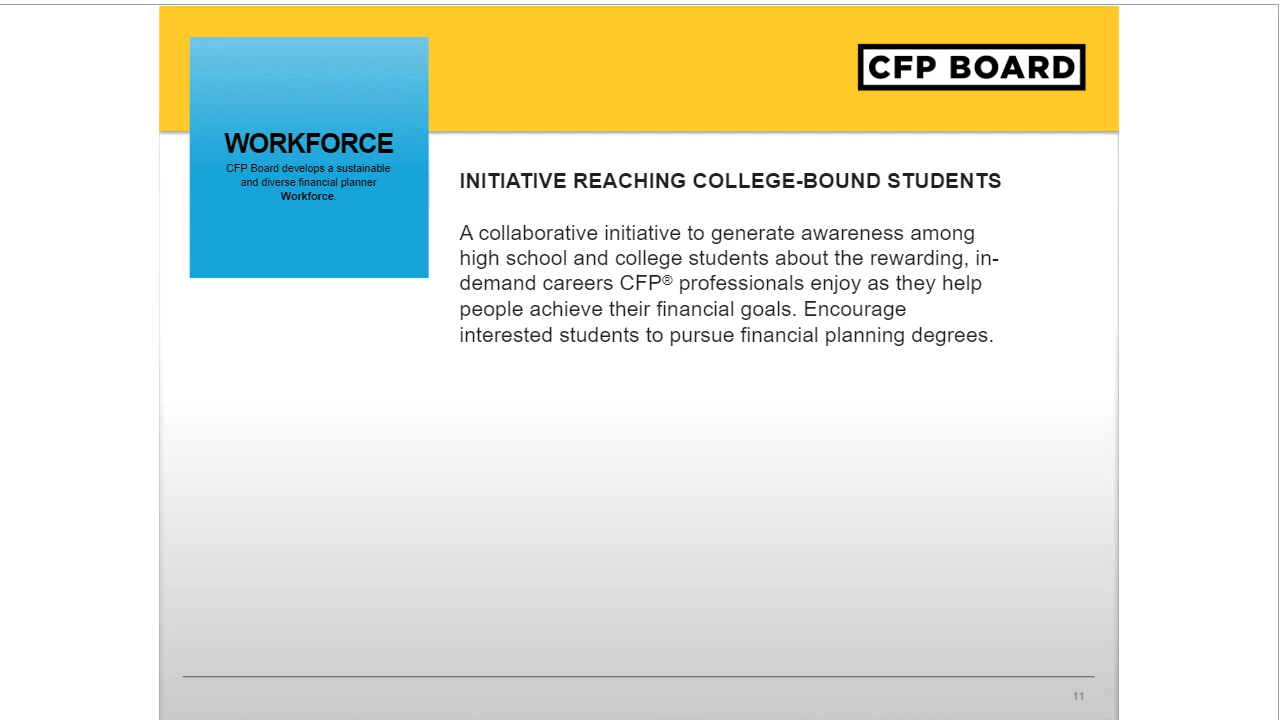 CFP BOARD
WORKFORCE
CFP Board develops a sustainable
and diverse financial planner
Workforce.
INITIATIVE REACHING COLLEGE-BOUND STUDENTS
A collaborative initiative to generate awareness among
high school and college students about the rewarding, in-
demand careers CFP® professionals enjoy as they help
people achieve their financial goals. Encourage
interested students to pursue financial planning degrees.
11